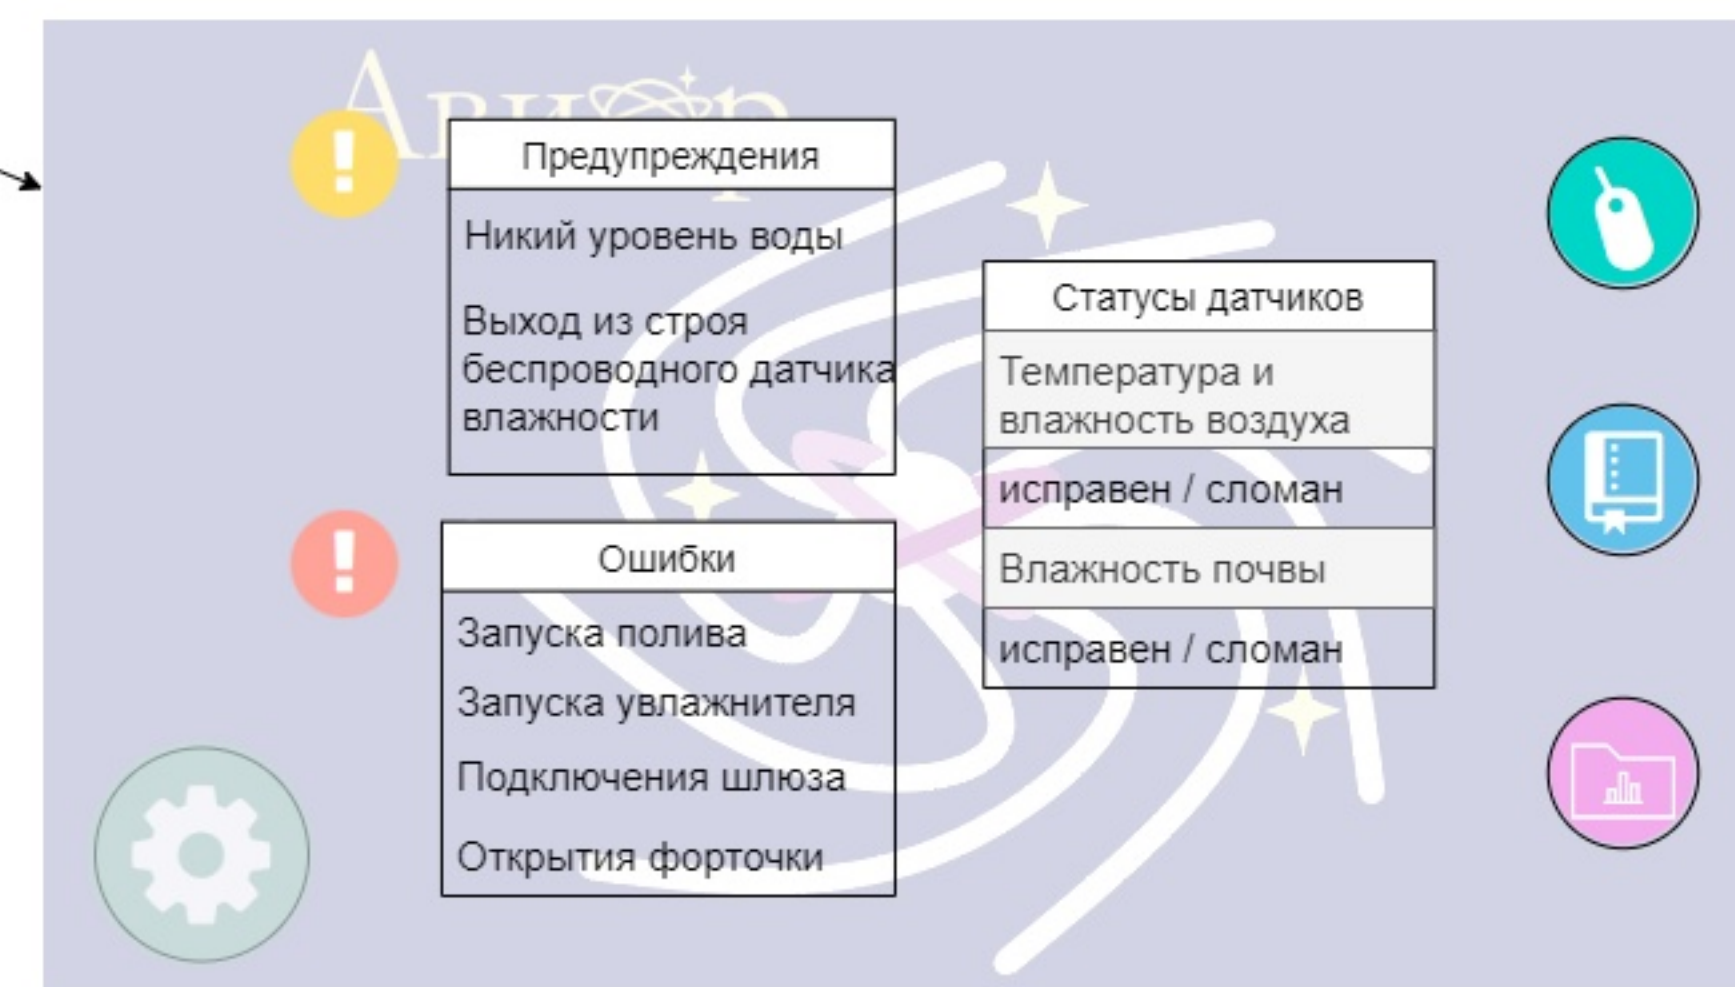 Авиор
Предупреждения
Никий уровень воды
Выход из строя
беспроводного датчика
влажности
Ошибки
Запуска полива
Запуска увлажнителя
Подключения шлюза
Открытия форточки
Статусы датчиков
Температура и
влажность воздуха
исправен / сломан
Влажность почвы
исправен / сломан